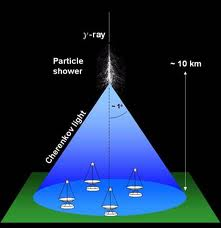 γ-ray
Particle
shower
~ 10 km
~ 1°
Cherenkov light